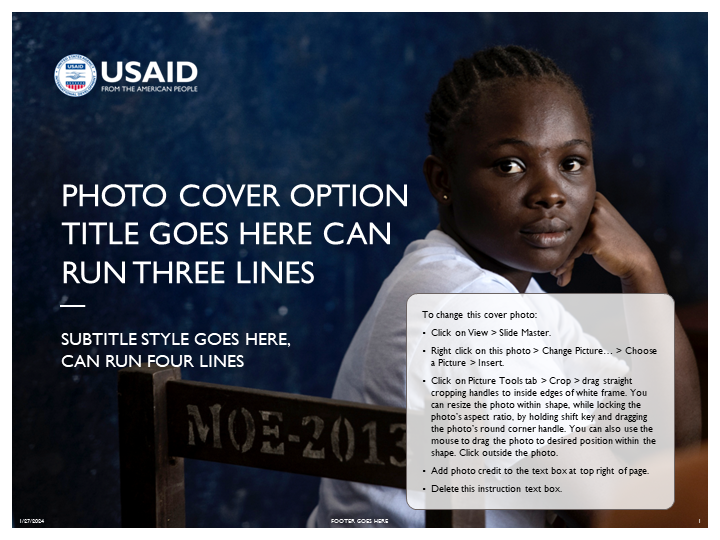 USAID
FROM THE AMERICAN PEOPLE
PHOTO COVER OPTION
TITLE GOES HERE CAN
RUN THREE LINES
SUBTITLE STYLE GOES HERE,
CAN RUN FOUR LINES
To change this cover photo:
• Click on View > Slide Master.
• Right click on this photo > Change Picture… > Choose
a Picture > Insert.
• Click on Picture Tools tab > Crop > drag straight
cropping handles to inside edges of white frame. You
can resize the photo within shape, while locking the
photo's aspect ratio, by holding shift key and dragging
the photo's round corner handle. You can also use the
mouse to drag the photo to desired position within the
shape. Click outside the photo.
• Add photo credit to the text box at top right of page.
• Delete this instruction text box.
MOE-2013
1/27/2024
FOOTER GOES HERE
1